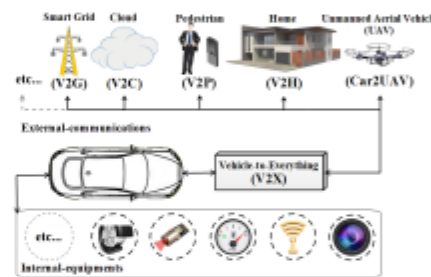 Smart Grid
Cloud
Pedestrian
Home
Unmanned Aerial Vehicle
(UAV)
etc...
(V2G)
(V2C)
(V2P)
(V2H)
(Car2UAV)
External-communications
Vehicle-to-Everything
(V2X)
etc...
Internal-equipments